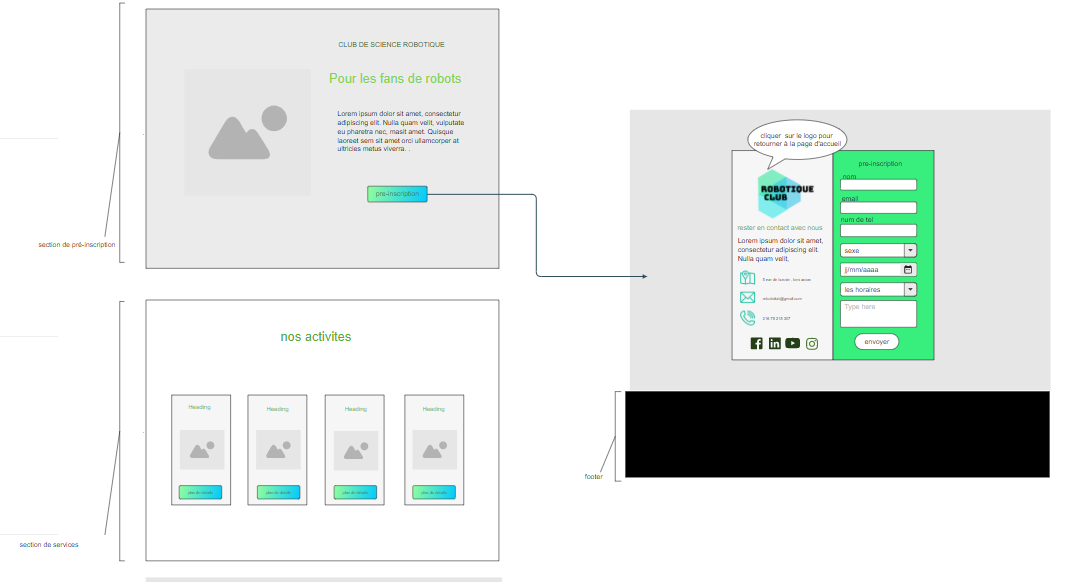 CLUB DE SCIENCE ROBOTIQUE
Pour les fans de robots
Lorem ipsum dolor sit amet, consectetur
adipiscing elit. Nulla quam velit, vulputate
eu pharetra nec, masit amet. Quisque
laoreet sem sit amet orci ullamcorper at
ultricies metus viverra. .
pre-inscription
section de pré-inscription
nos activites
Heading
Heading
Heading
Heading
section de services
cliquer sur le logo pour
retourner à la page d'accueil
ROBOTIQUE
CLUB
rester en contact avec nous
Lorem ipsum dolor sit amet,
consectetur adipiscing elit.
Nulla quam velit,
pre-inscription
nom
email
num de tel
sexe
jj/mm/aaaa
les horaires
Type here
envoyer
footer